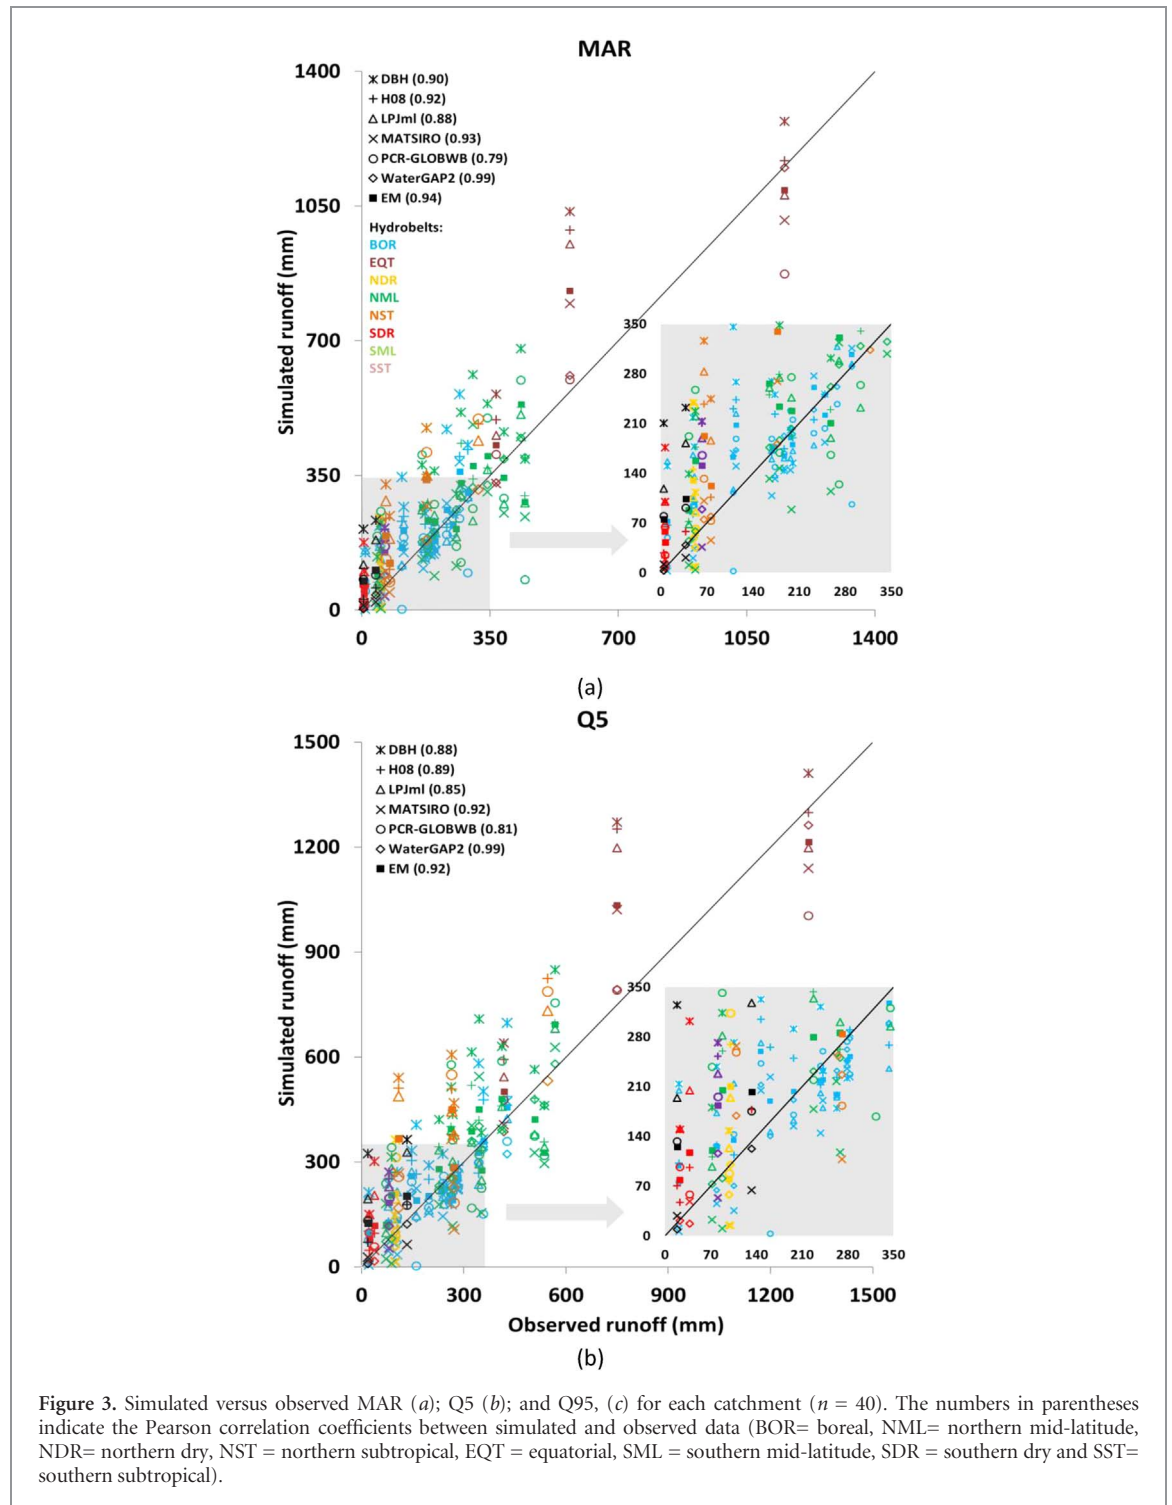 MAR
1400
1050
700
350
0
Simulated runoff (mm)
DBH (0.90)
H08 (0.92)
LPJml (0.88)
MATSIRO (0.93)
PCR-GLOBWB (0.79)
WaterGAP2 (0.99)
EM (0.94)
Hydrobelts:
BOR
EQT
NDR
NML
NST
SDR
SML
SST
350
280
210
140
70
0
0 70 140 210 280 350
0 350 700 1050 1400
(a)
Q5
1500
1200
900
600
300
0
Simulated runoff (mm)
DBH (0.88)
H08 (0.89)
LPJml (0.85)
MATSIRO (0.92)
PCR-GLOBWB (0.81)
WaterGAP2 (0.99)
EM (0.92)
350
280
210
140
70
0
0 70 140 210 280 350
0 300 600 900 1200 1500
Observed runoff (mm)
(b)
Figure 3. Simulated versus observed MAR (a); Q5 (b); and Q95, (c) for each catchment (n = 40). The numbers in parentheses
indicate the Pearson correlation coefficients between simulated and observed data (BOR= boreal, NML= northern mid-latitude,
NDR= northern dry, NST = northern subtropical, EQT = equatorial, SML = southern mid-latitude, SDR = southern dry and SST=
southern subtropical).